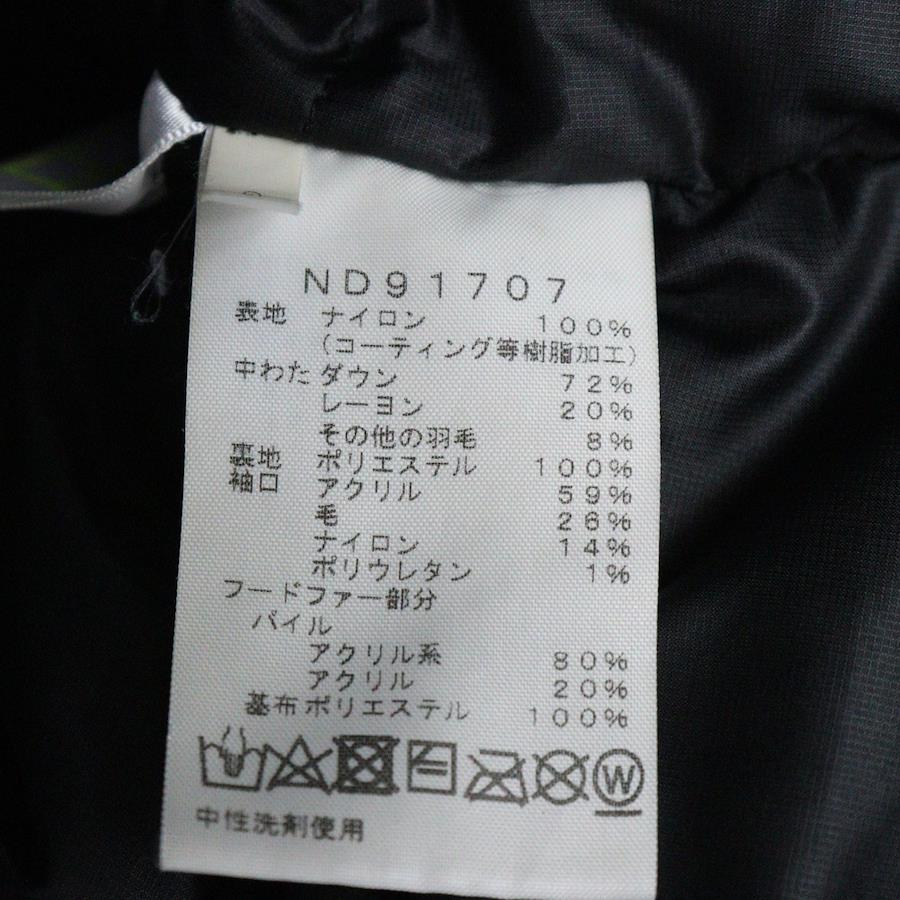 ND91707
表地 ナイロン 100%
(コーティング等樹脂加工)
中わた ダウン 72%
レーヨン 20%
その他の羽毛 8%
裏地 ポリエステル 100%
袖口 アクリル 59%
毛 26%
ナイロン 14%
ポリウレタン 1%
フードファー部分
パイル
アクリル系 80%
アクリル 20%
基布 ポリエステル 100%
W
中性洗剤使用